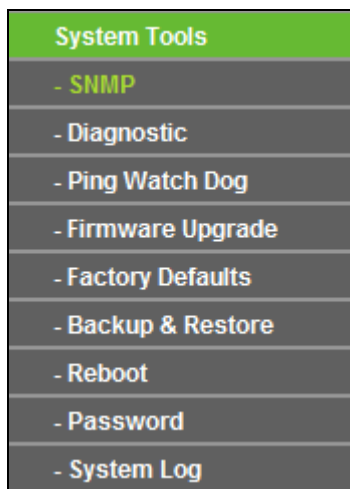 System Tools
- SNMP
- Diagnostic
- Ping Watch Dog
- Firmware Upgrade
- Factory Defaults
- Backup & Restore
- Reboot
- Password
- System Log